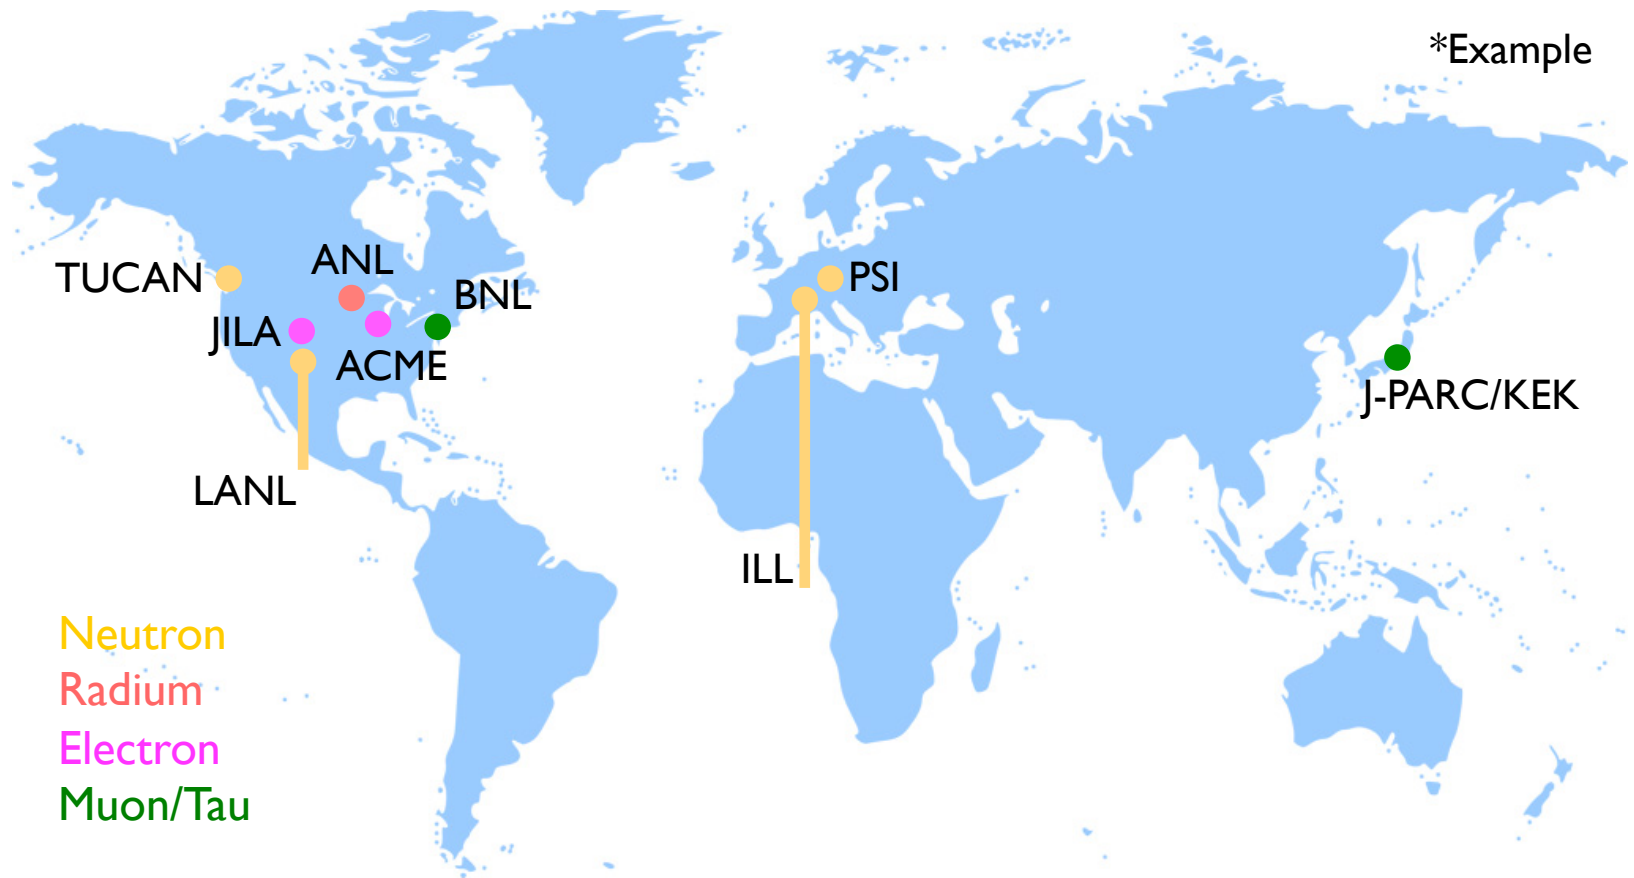 *Example
TUCAN
ANL
PSI
BNL
JILA
ACME
J-PARC/KEK
LANL
ILL
Neutron
Radium
Electron
Muon/Tau